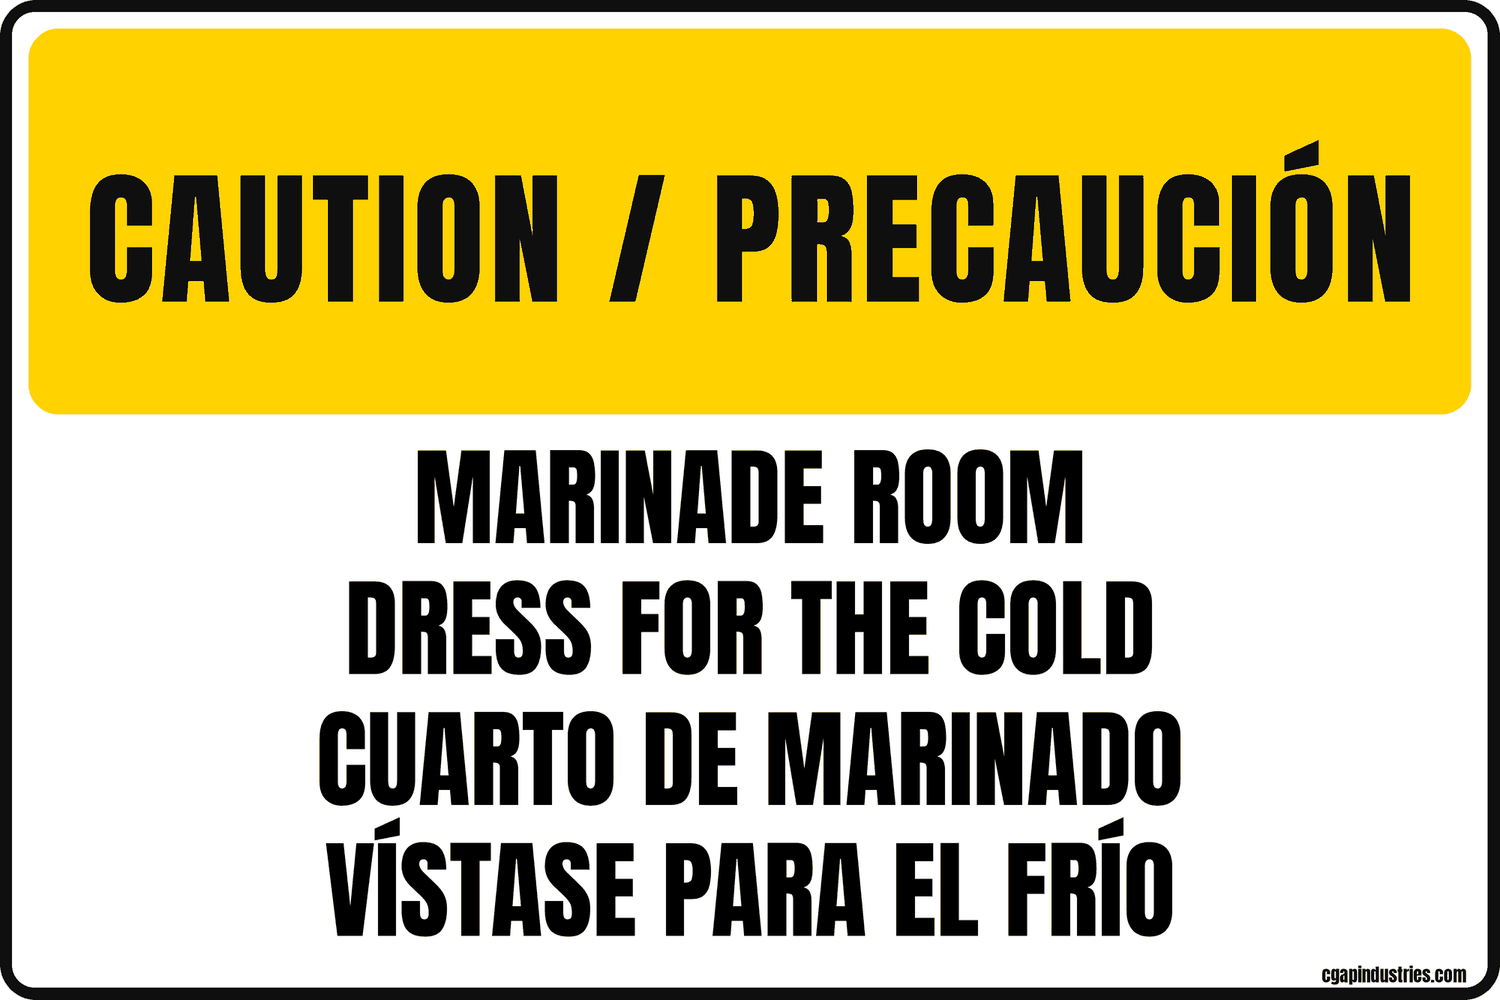 CAUTION / PRECAUCIÓN
MARINADE ROOM
DRESS FOR THE COLD
CUARTO DE MARINADO
VÍSTASE PARA EL FRÍO
cgapindustries.com